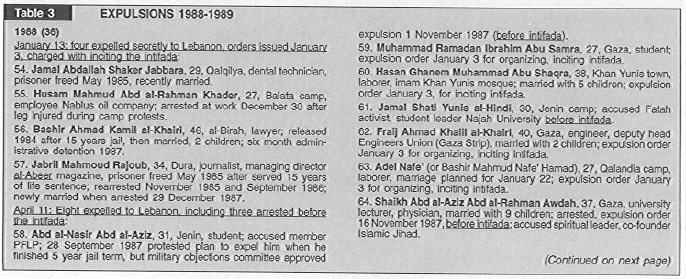 Table 3
EXPULSIONS 1988-1989
1988 (36)
January 13: four expelled secretly to Lebanon, orders issued January
3, charged with inciting the intifada:
54. Jamal Abdallah Shaker Jabbara, 29, Qalqilya, dental technician,
prisoner freed May 1985, recently married.
55. Husam Mahmud Abd al-Rahman Khader, 27, Balata camp,
employee Nablus oil company; arrested at work December 30 after
leg injured during camp protests.
56. Bashir Ahmad Kamil al-Khairi, 46, al-Birah, lawyer; released
1984 after 15 years jail, then married, 2 children; six month admin-
istrative detention 1987.
57. Jabril Mahmoud Rajoub, 34, Dura, journalist, managing director
al-Abeer magazine, prisoner freed May 1985 after served 15 years
of life sentence; rearrested November 1985 and September 1986;
newly married when arrested 29 December 1987.
April 11: Eight expelled to Lebanon, including three arrested before
the intifada:
58. Abd al-Nasir Abd al-Aziz, 31, Jenin, student; accused member
PFLP; 28 September 1987 protested plan to expel him when he
finished 5 year jail term, but military objections committee approved
expulsion 1 November 1987 (before intifada).
59. Muhammad Ramadan Ibrahim Abu Samra, 27, Gaza, student;
expulsion order January 3 for organizing, inciting intifada.
60. Hasan Ghanem Muhammad Abu Shaqra, 38, Khan Yunis town,
laborer, imam Khan Yunis mosque; married with 5 children; expulsion
order January 3, for inciting intifada.
61. Jamal Shati Yunis al-Hindi, 30, Jenin camp; accused Fatah
activist, student leader Najah University before intifada.
62. Fraij Ahmad Khalil al-Khairi, 40, Gaza, engineer, deputy head
Engineers Union (Gaza Strip), married with 2 children; expulsion order
January 3 for organizing, inciting intifada.
63. Adel Nafe' (or Bashir Mahmud Nafe' Hamad), 27, Qalandia camp,
laborer, marriage planned for January 22; expulsion order January
3 for organizing, inciting intifada.
64. Shaikh Abd al-Aziz Abd al-Rahman Awdah, 37, Gaza, university
lecturer, physician, married with 9 children; arrested, expulsion order
16 November 1987, before intifada; accused spiritual leader, co-founder
Islamic Jihad.
(Continued on next page)